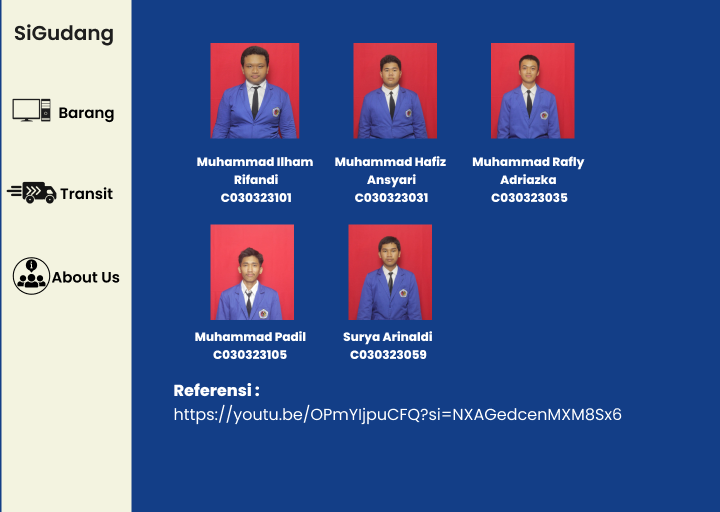 SiGudang
Barang
Transit
About Us
Muhammad Ilham
Rifandi
C030323101
Muhammad Hafiz
Ansyari
C030323031
Muhammad Rafly
Adriazka
C030323035
Muhammad Padil
C030323105
Surya Arinaldi
C030323059
Referensi :
https://youtu.be/OPmYIjpuCFQ?si=NXAGedcenMXM8Sx6